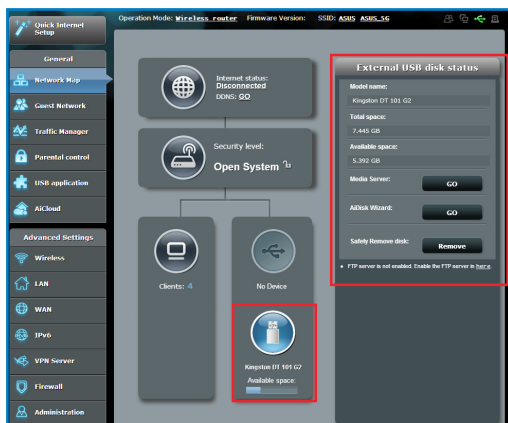 Quick Internet
Setup
Operation Mode: Wireless router Firmware Version: SSID: ASUS ASUS_5G
General
Network Map
Guest Network
Traffic Manager
Parental control
USB application
AiCloud
Advanced Settings
Wireless
LAN
WAN
IPv6
VPN Server
Firewall
Administration
Internet status:
Disconnected
DDNS: GO
Security level:
Open System
Clients: 4
No Device
Kingston DT 101 G2
Available space:
External USB disk status
Model name:
Kingston DT 101 G2
Total space:
7.445 GB
Available space:
5.392 GB
Media Server: GO
AiDisk Wizard: GO
Safely Remove disk: Remove
• FTP server is not enabled. Enable the FTP server in here.